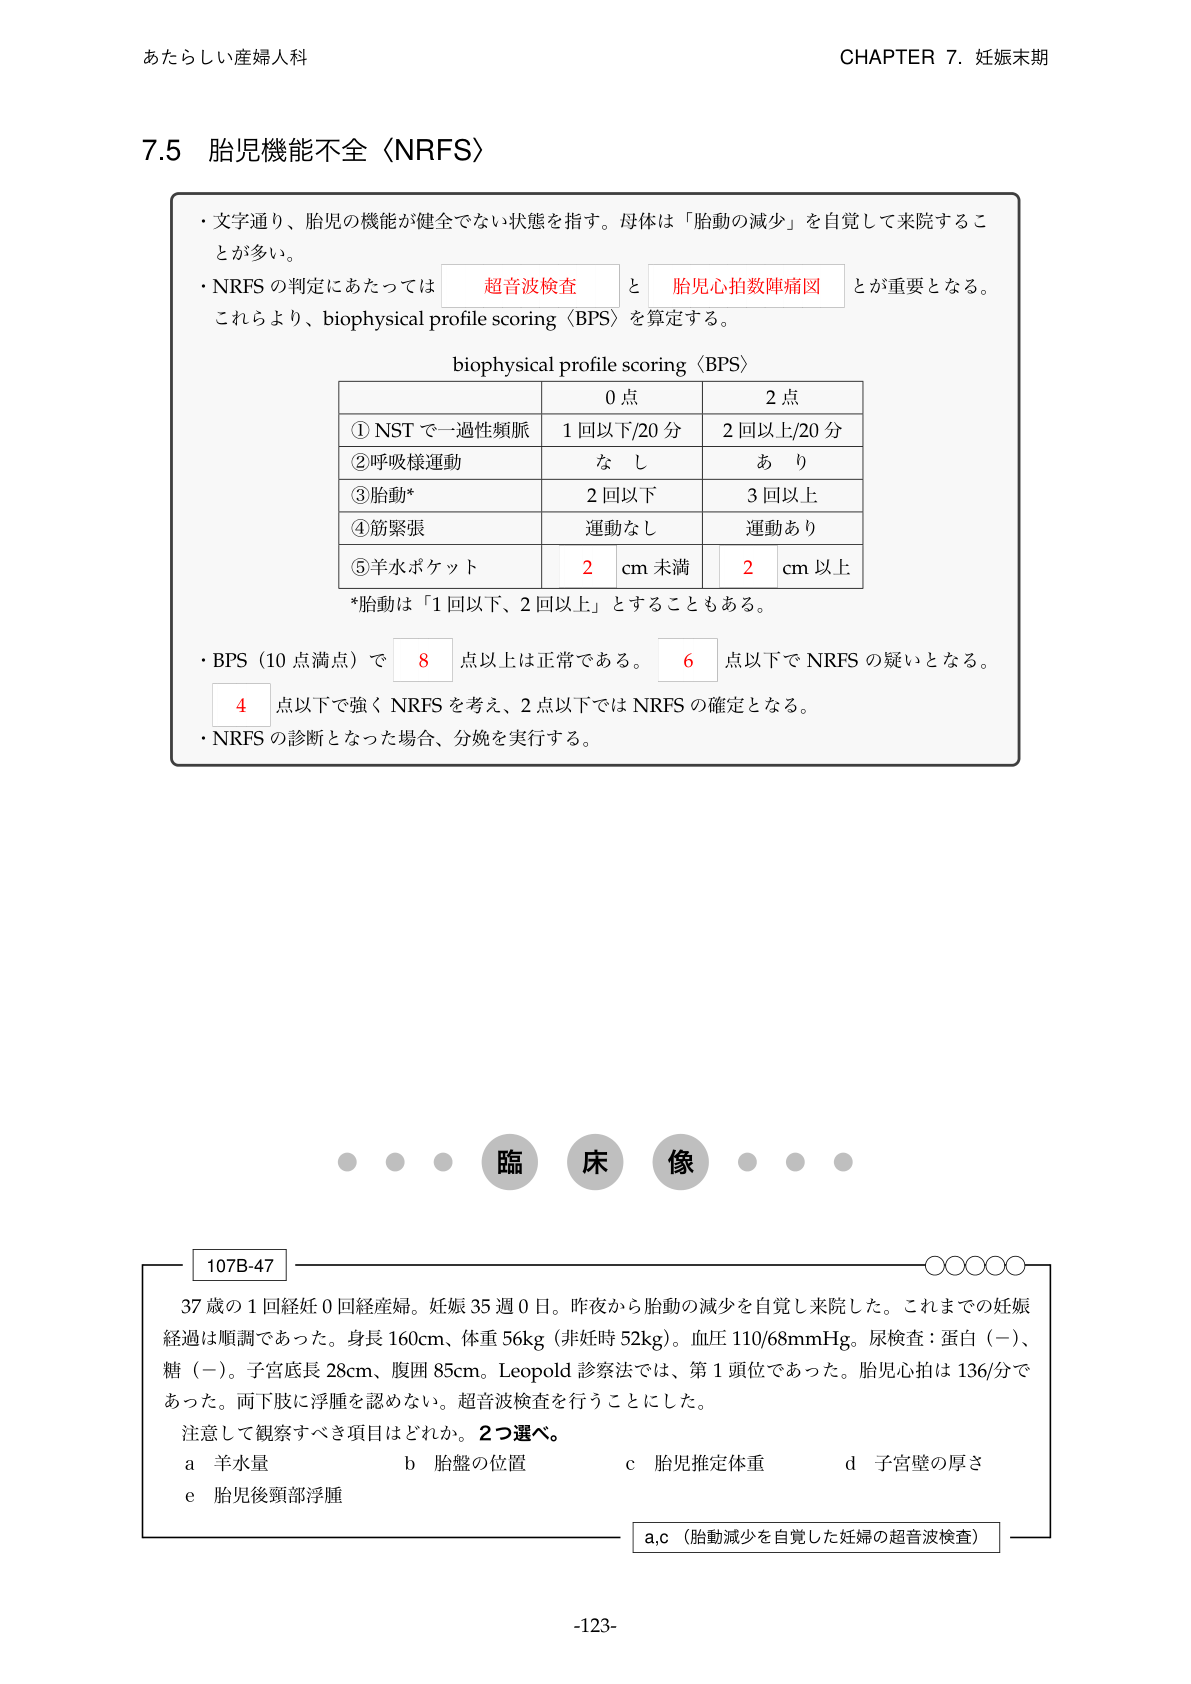 あたらしい産婦人科
CHAPTER 7. 妊娠末期
7.5 胎児機能不全〈NRFS〉
・文字通り、胎児の機能が健全でない状態を指す。母体は「胎動の減少」を自覚して来院するこ
とが多い。
・NRFS の判定にあたっては 超音波検査 と 胎児心拍数陣痛図 とが重要となる。
これらより、biophysical profile scoring〈BPS〉を算定する。
biophysical profile scoring〈BPS〉
0 点 2 点
① NST で一過性頻脈 1 回以下/20 分 2 回以上/20 分
②呼吸様運動 な し あ り
③胎動* 2 回以下 3 回以上
④筋緊張 運動なし 運動あり
⑤羊水ポケット 2 cm 未満 2 cm 以上
*胎動は「1 回以下、2 回以上」とすることもある。
・BPS（10 点満点）で 8 点以上は正常である。 6 点以下で NRFS の疑いとなる。
4 点以下で強く NRFS を考え、2 点以下では NRFS の確定となる。
・NRFS の診断となった場合、分娩を実行する。
臨 床 像
107B-47
37 歳の 1 回経妊 0 回経産婦。妊娠 35 週 0 日。昨夜から胎動の減少を自覚し来院した。これまでの妊娠
経過は順調であった。身長 160cm、体重 56kg（非妊時 52kg）。血圧 110/68mmHg。尿検査：蛋白（−）、
糖（−）。子宮底長 28cm、腹囲 85cm。Leopold 診察法では、第 1 頭位であった。胎児心拍は 136/分で
あった。両下肢に浮腫を認めない。超音波検査を行うことにした。
注意して観察すべき項目はどれか。2つ選べ。
a 羊水量 b 胎盤の位置 c 胎児推定体重 d 子宮壁の厚さ
e 胎児後頸部浮腫
a,c （胎動減少を自覚した妊婦の超音波検査）
-123-